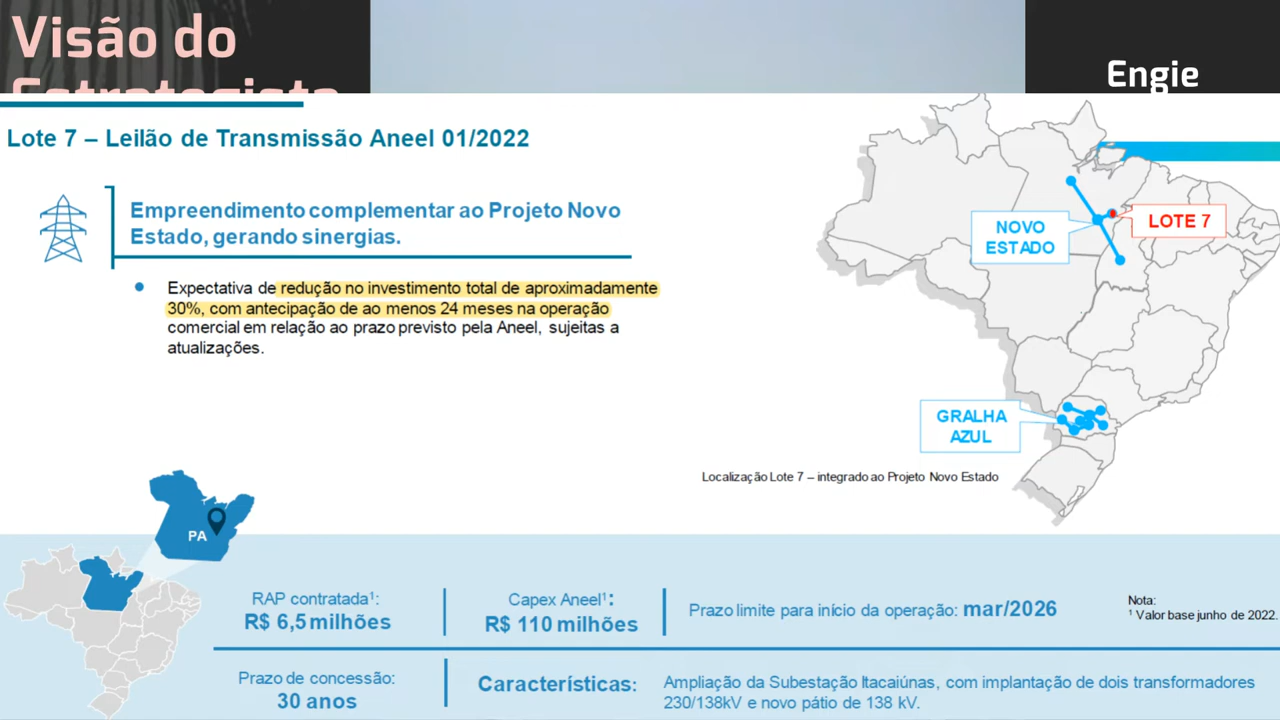 Visão do
Estrategista
Engie
Lote 7 – Leilão de Transmissão Aneel 01/2022
Empreendimento complementar ao Projeto Novo
Estado, gerando sinergias.
Expectativa de redução no investimento total de aproximadamente
30%, com antecipação de ao menos 24 meses na operação
comercial em relação ao prazo previsto pela Aneel, sujeitas a
atualizações.
NOVO
ESTADO
LOTE 7
GRALHA
AZUL
Localização Lote 7 – integrado ao Projeto Novo Estado
PA
RAP contratada¹:
R$ 6,5 milhões
Capex Aneel¹:
R$ 110 milhões
Prazo limite para início da operação: mar/2026
Nota:
¹ Valor base junho de 2022.
Prazo de concessão:
30 anos
Características:
Ampliação da Subestação Itacaiúnas, com implantação de dois transformadores
230/138kV e novo pátio de 138 kV.